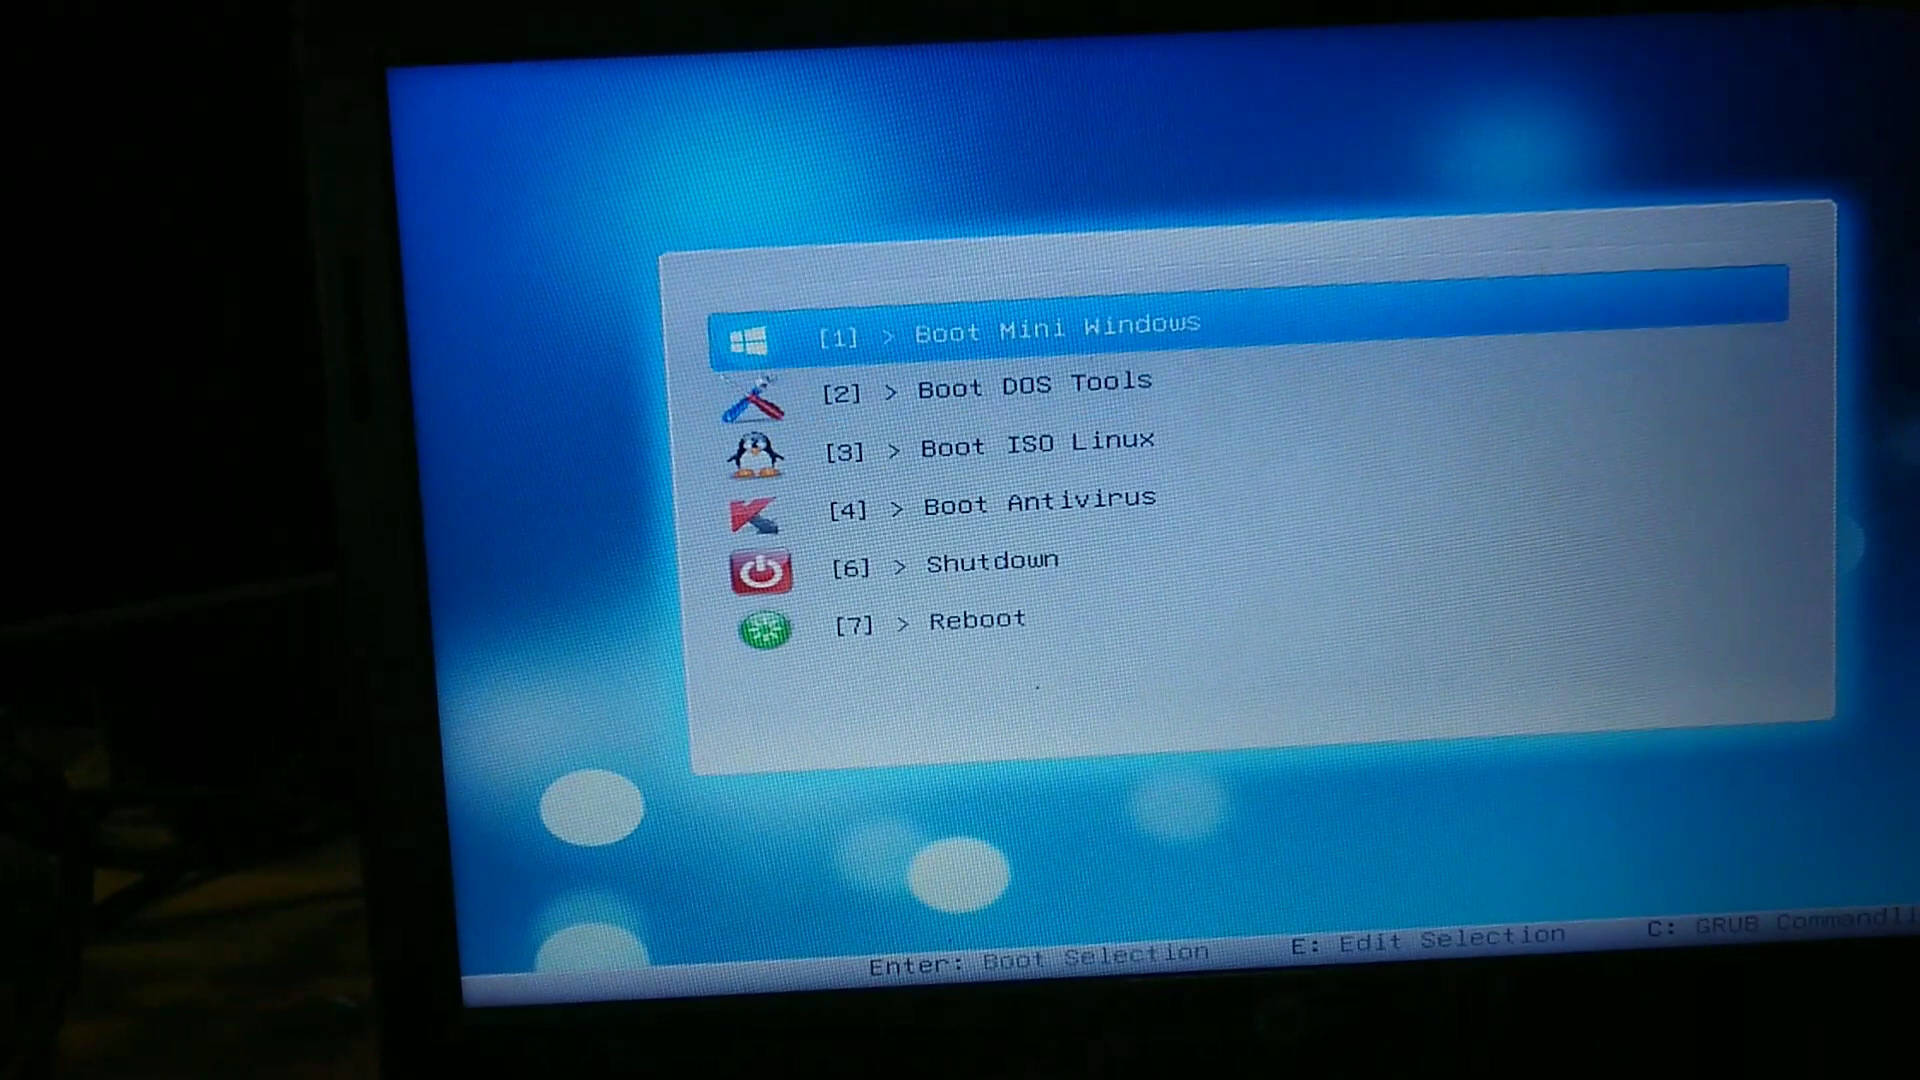 [1] > Boot Mini Windows
[2] > Boot DOS Tools
[3] > Boot ISO Linux
[4] > Boot Antivirus
[6] > Shutdown
[7] > Reboot
Enter: Boot Selection E: Edit Selection C: GRUB Commandli